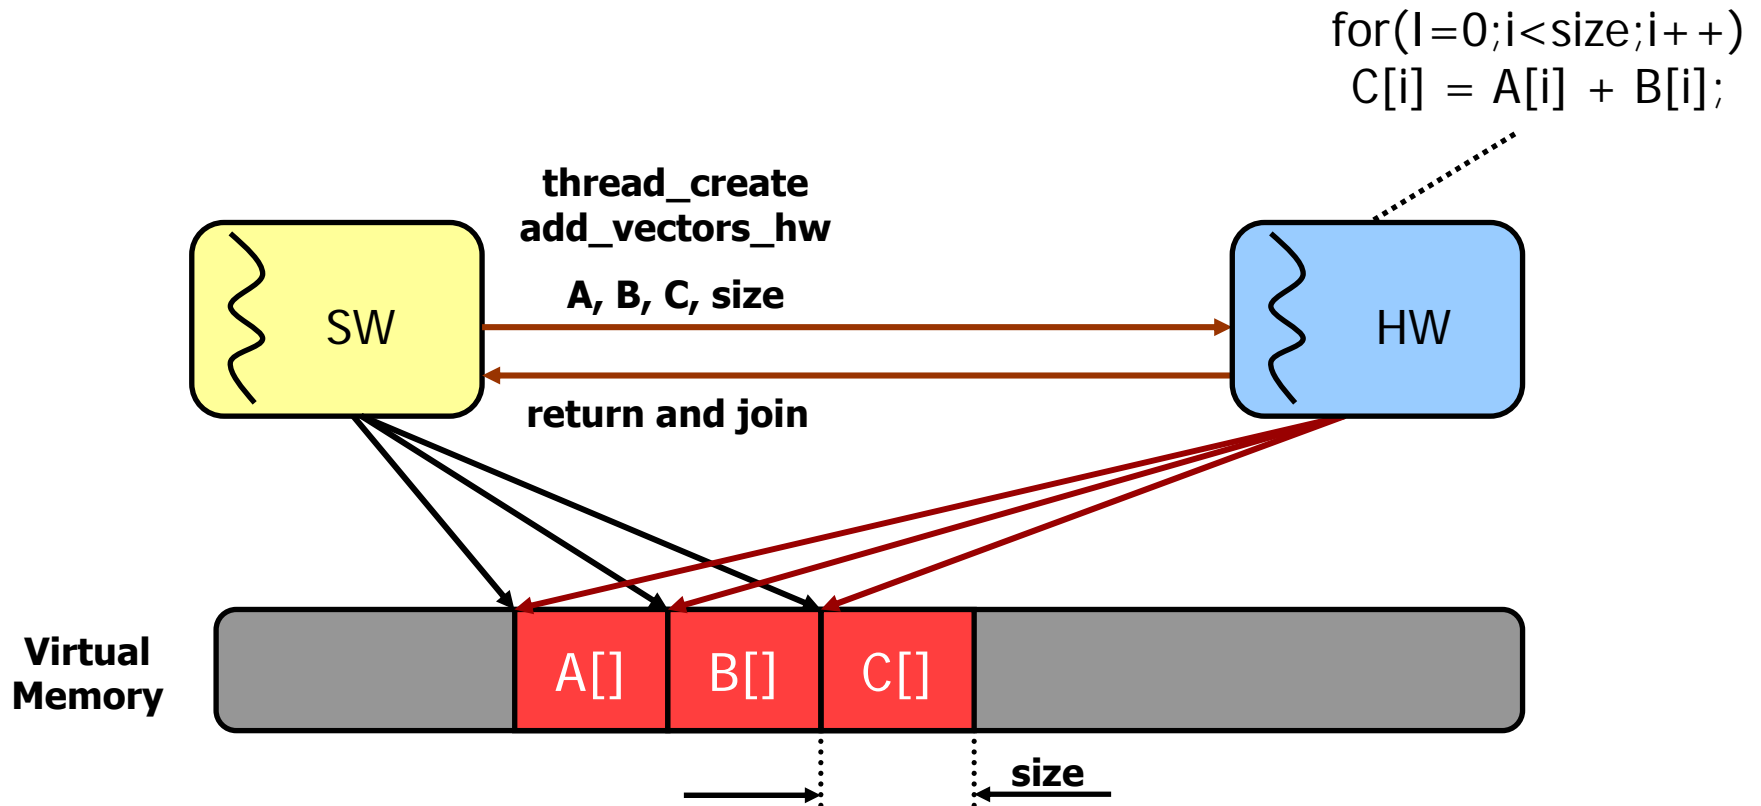 for(I=0;i<size;i++)
C[i] = A[i] + B[i];
thread_create
add_vectors_hw
A, B, C, size
SW
HW
return and join
Virtual
Memory
A[]
B[]
C[]
size